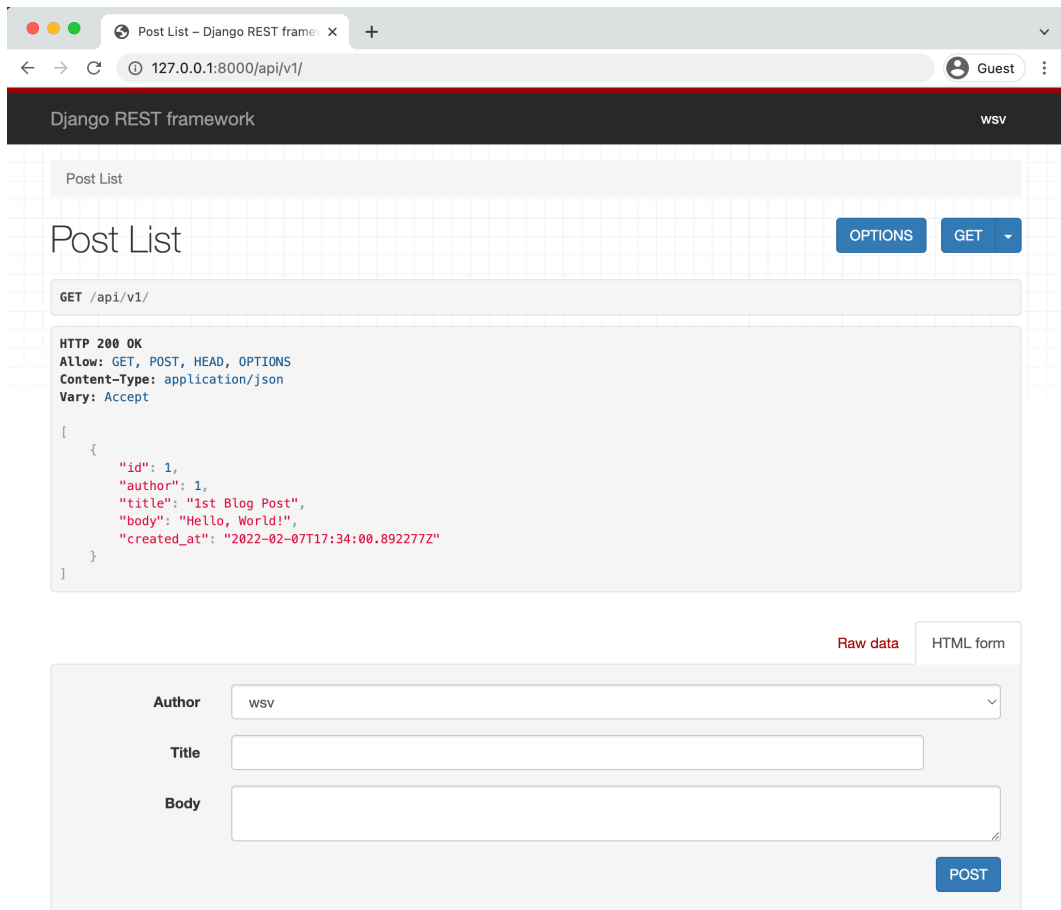 Post List – Django REST framew
127.0.0.1:8000/api/v1/
Guest
Django REST framework
wsv
Post List
Post List
OPTIONS
GET
GET /api/v1/
HTTP 200 OK
Allow: GET, POST, HEAD, OPTIONS
Content-Type: application/json
Vary: Accept
[
    {
        "id": 1,
        "author": 1,
        "title": "1st Blog Post",
        "body": "Hello, World!",
        "created_at": "2022-02-07T17:34:00.892277Z"
    }
]
Raw data
HTML form
Author
wsv
Title
Body
POST